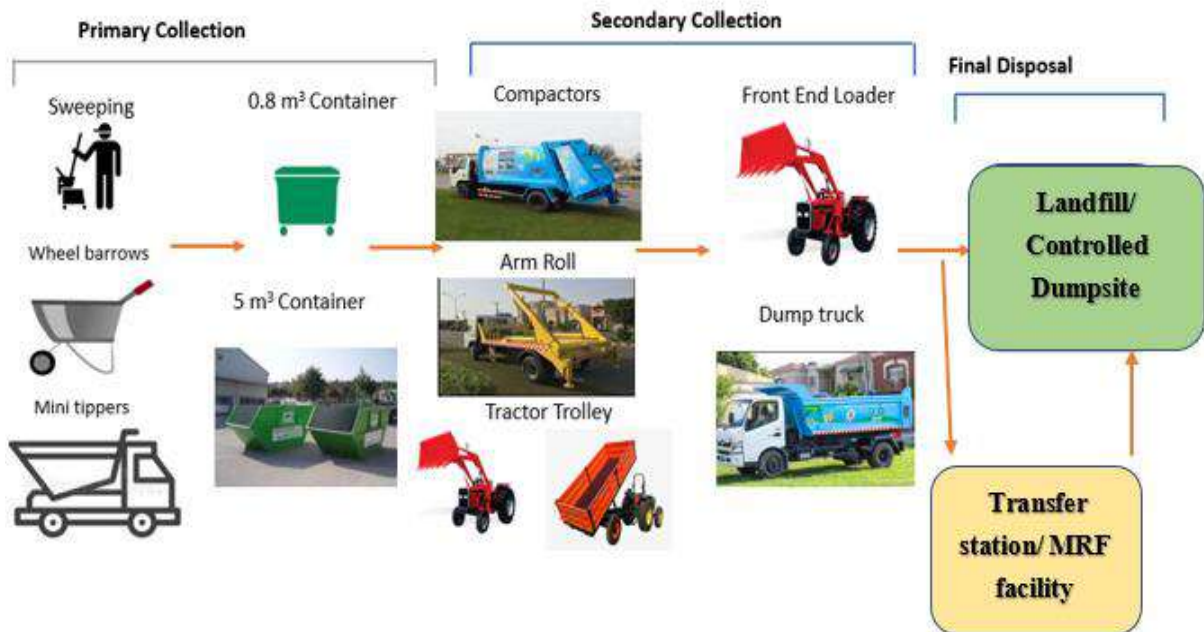 Primary Collection
Secondary Collection
Final Disposal
Sweeping
0.8 m³ Container
Compactors
Front End Loader
Wheel barrows
5 m³ Container
Arm Roll
Dump truck
Mini tippers
Tractor Trolley
Landfill/
Controlled
Dumpsite
Transfer
station/ MRF
facility